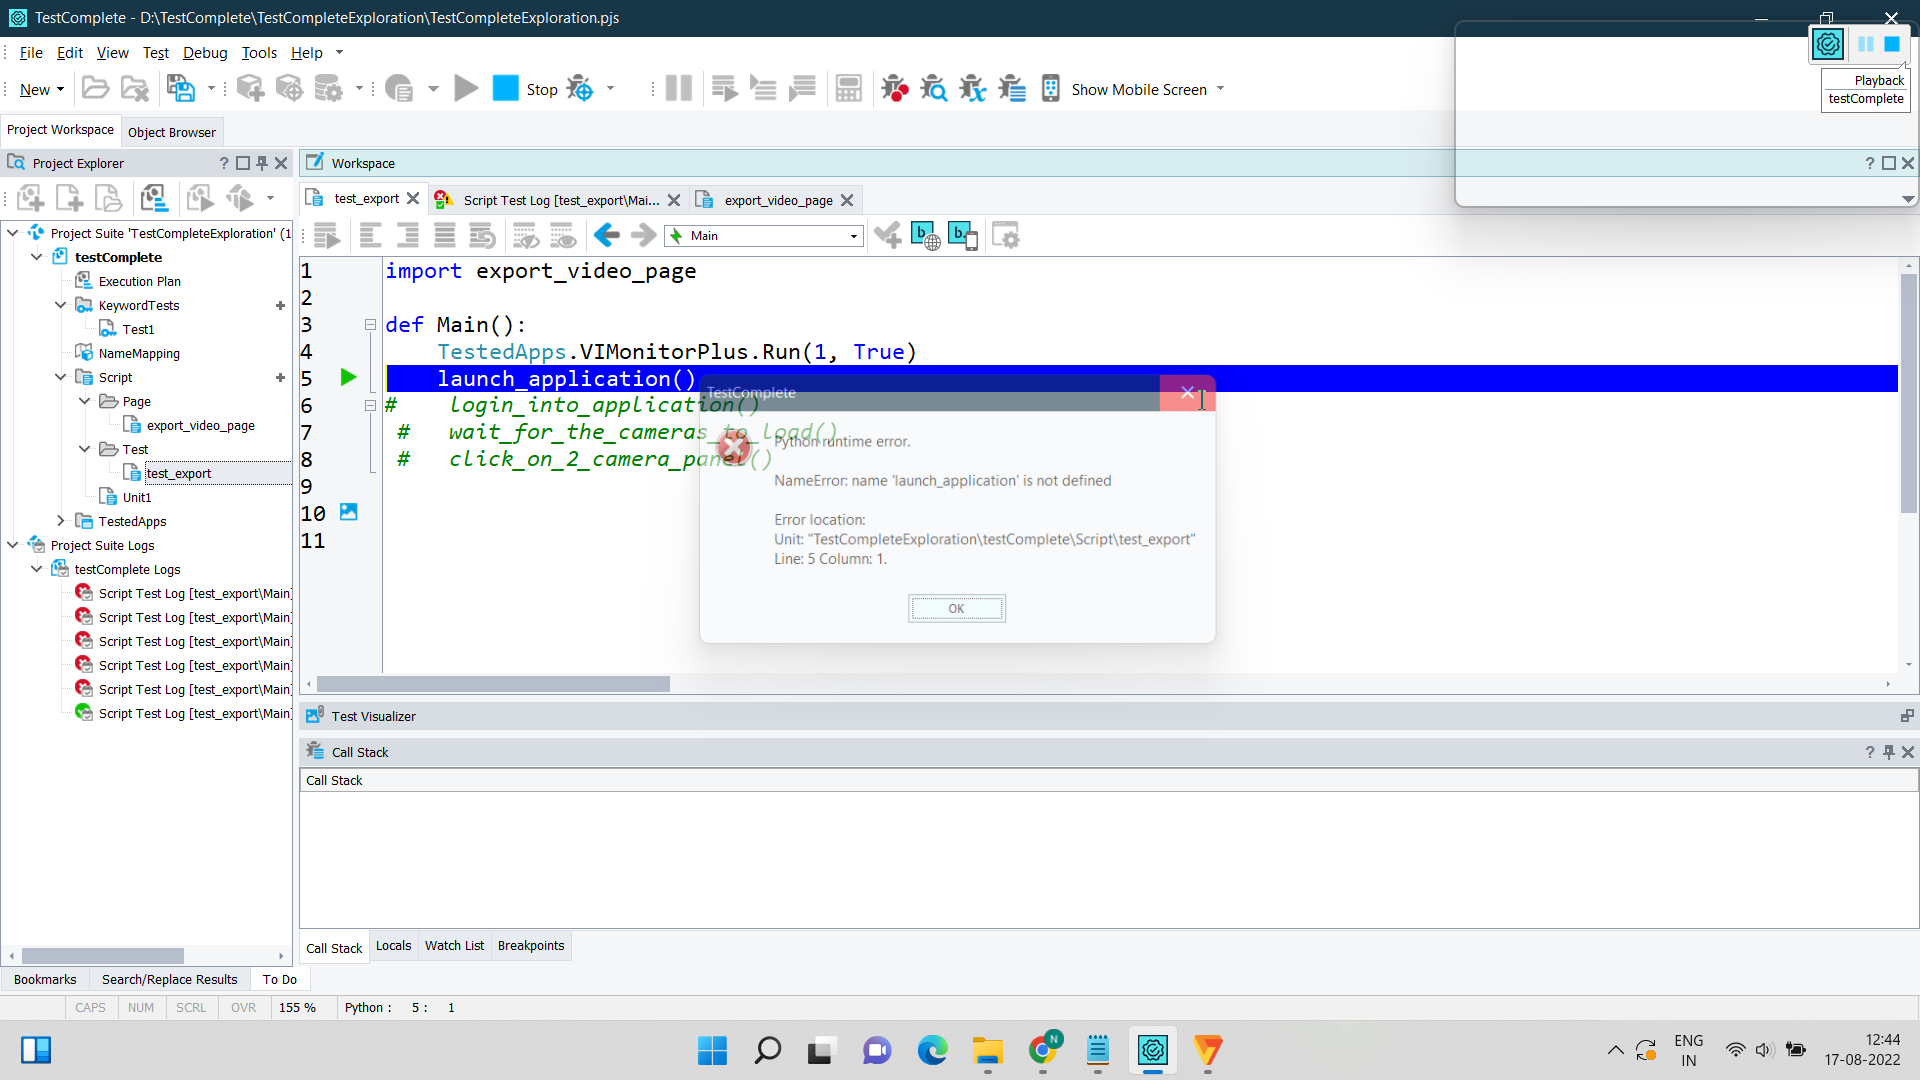 TestComplete - D:\TestComplete\TestCompleteExploration\TestCompleteExploration.pjs
File Edit View Test Debug Tools Help
New Stop Show Mobile Screen
Playback
testComplete
Project Workspace Object Browser
Project Explorer
Workspace
test_export Script Test Log [test_export\Mai... export_video_page
Main
Project Suite 'TestCompleteExploration' (1
testComplete
Execution Plan
KeywordTests
Test1
NameMapping
Script
Page
export_video_page
Test
test_export
Unit1
TestedApps
Project Suite Logs
testComplete Logs
Script Test Log [test_export\Main]
Script Test Log [test_export\Main]
Script Test Log [test_export\Main]
Script Test Log [test_export\Main]
Script Test Log [test_export\Main]
Script Test Log [test_export\Main]
1 import export_video_page
2
3 def Main():
4 TestedApps.VIMonitorPlus.Run(1, True)
5 launch_application()
6 # login_into_application()
7 # wait_for_the_cameras_to_load()
8 # click_on_2_camera_panel()
9
10
11
TestComplete
Python runtime error.
NameError: name 'launch_application' is not defined
Error location:
Unit: "TestCompleteExploration\testComplete\Script\test_export"
Line: 5 Column: 1.
OK
Test Visualizer
Call Stack
Call Stack
Call Stack Locals Watch List Breakpoints
Bookmarks Search/Replace Results To Do
CAPS NUM SCRL OVR 155 % Python : 5 : 1
N
ENG
IN
12:44
17-08-2022